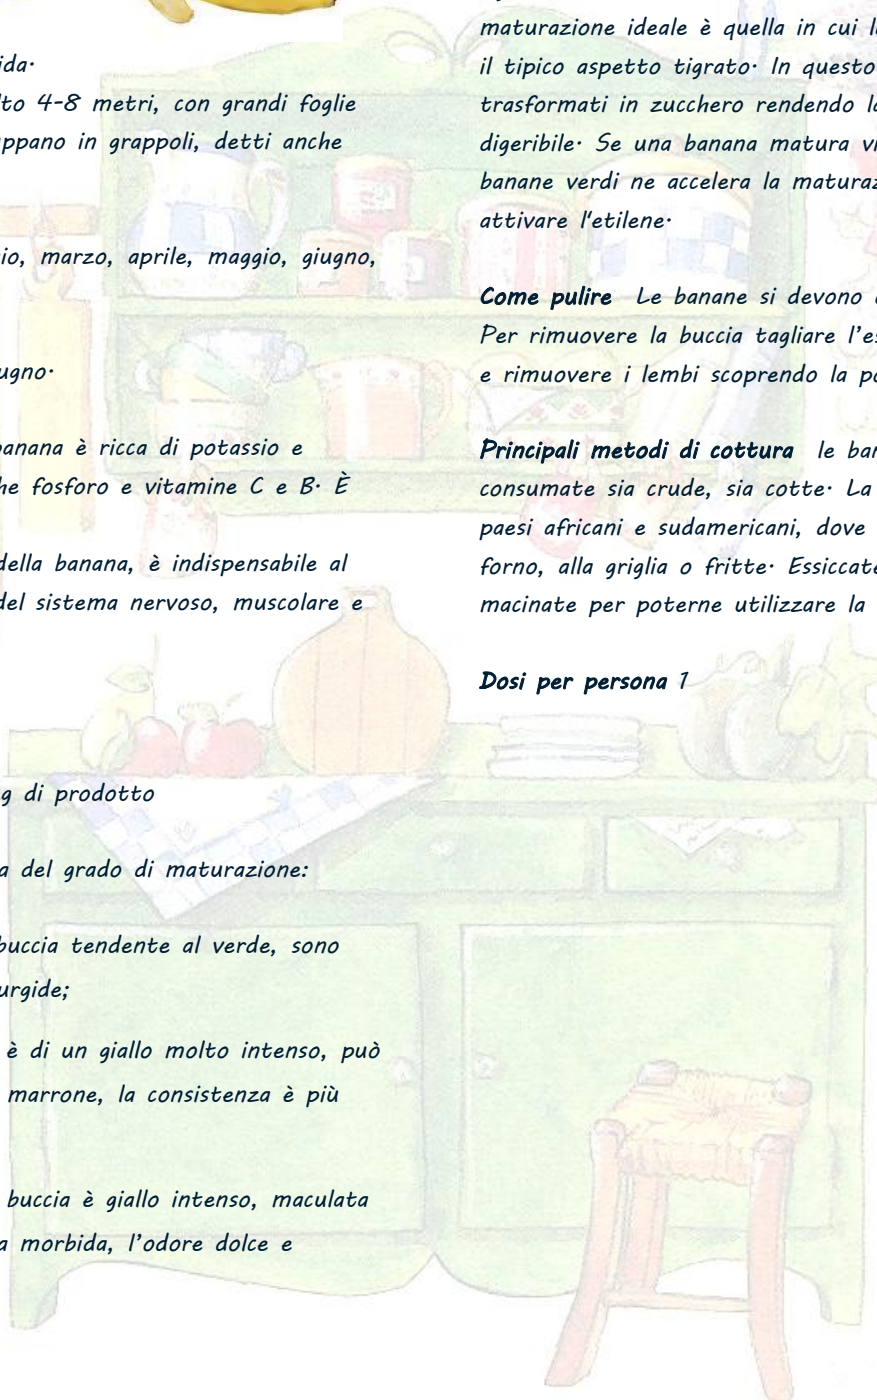 ida·
lto 4-8 metri, con grandi foglie
ppano in grappoli, detti anche
io, marzo, aprile, maggio, giugno,
ugno·
banana è ricca di potassio e
he fosforo e vitamine C e B· È
della banana, è indispensabile al
del sistema nervoso, muscolare e
g di prodotto
a del grado di maturazione:
buccia tendente al verde, sono
urgide;
è di un giallo molto intenso, può
marrone, la consistenza è più
buccia è giallo intenso, maculata
a morbida, l’odore dolce e
maturazione ideale è quella in cui l
il tipico aspetto tigrato· In questo
trasformati in zucchero rendendo l
digeribile· Se una banana matura v
banane verdi ne accelera la maturaz
attivare l'etilene·
Come pulire Le banane si devono
Per rimuovere la buccia tagliare l’es
e rimuovere i lembi scoprendo la p
Principali metodi di cottura le ban
consumate sia crude, sia cotte· La
paesi africani e sudamericani, dove
forno, alla griglia o fritte· Essiccate
macinate per poterne utilizzare la
Dosi per persona 1